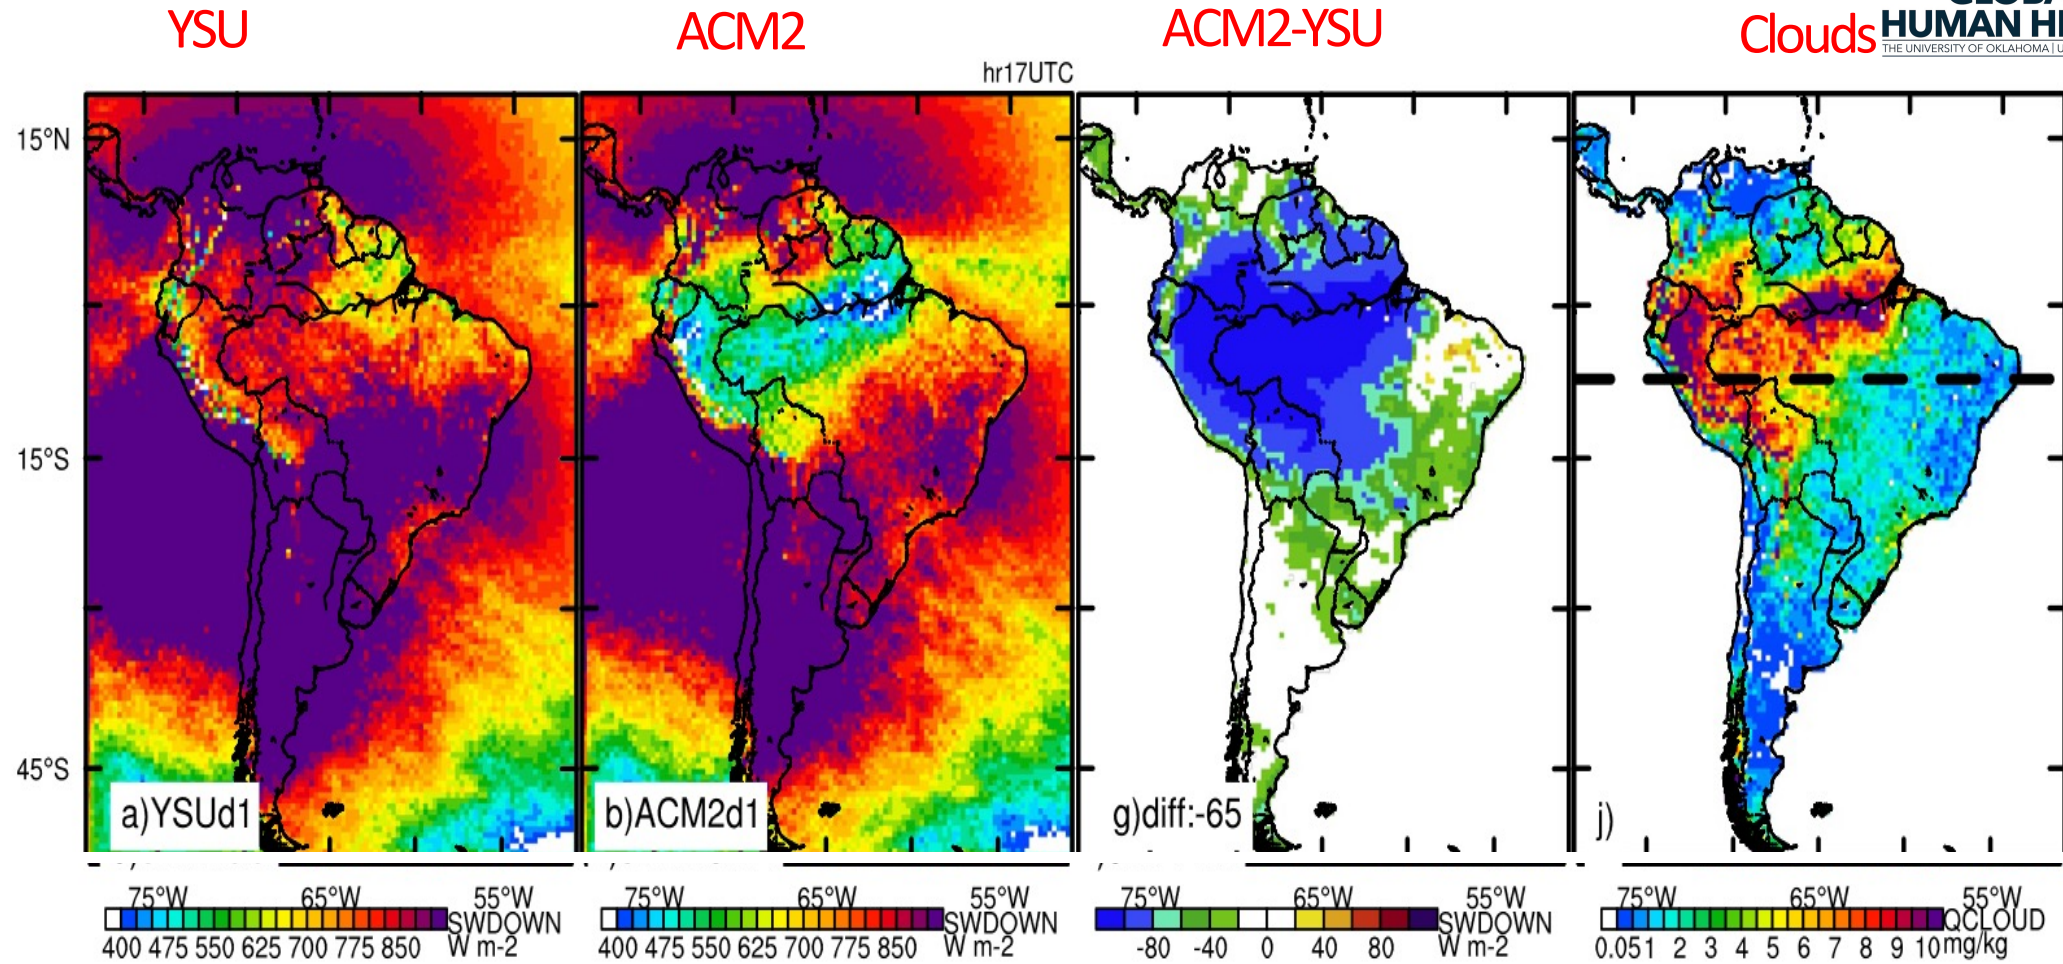 YSU
ACM2
ACM2-YSU
Clouds
HUMAN
THE UNIVERSITY OF OKLAHOMA |
hr17UTC
15°N
15°S
45°S
a)YSUd1
b)ACM2d1
g)diff:-65
j)
75°W 65°W 55°W
SWDOWN
400 475 550 625 700 775 850 W m-2
75°W 65°W 55°W
SWDOWN
400 475 550 625 700 775 850 W m-2
75°W 65°W 55°W
SWDOWN
-80 -40 0 40 80 W m-2
75°W 65°W 55°W
QCLOUD
0.051 2 3 4 5 6 7 8 9 10 mg/kg